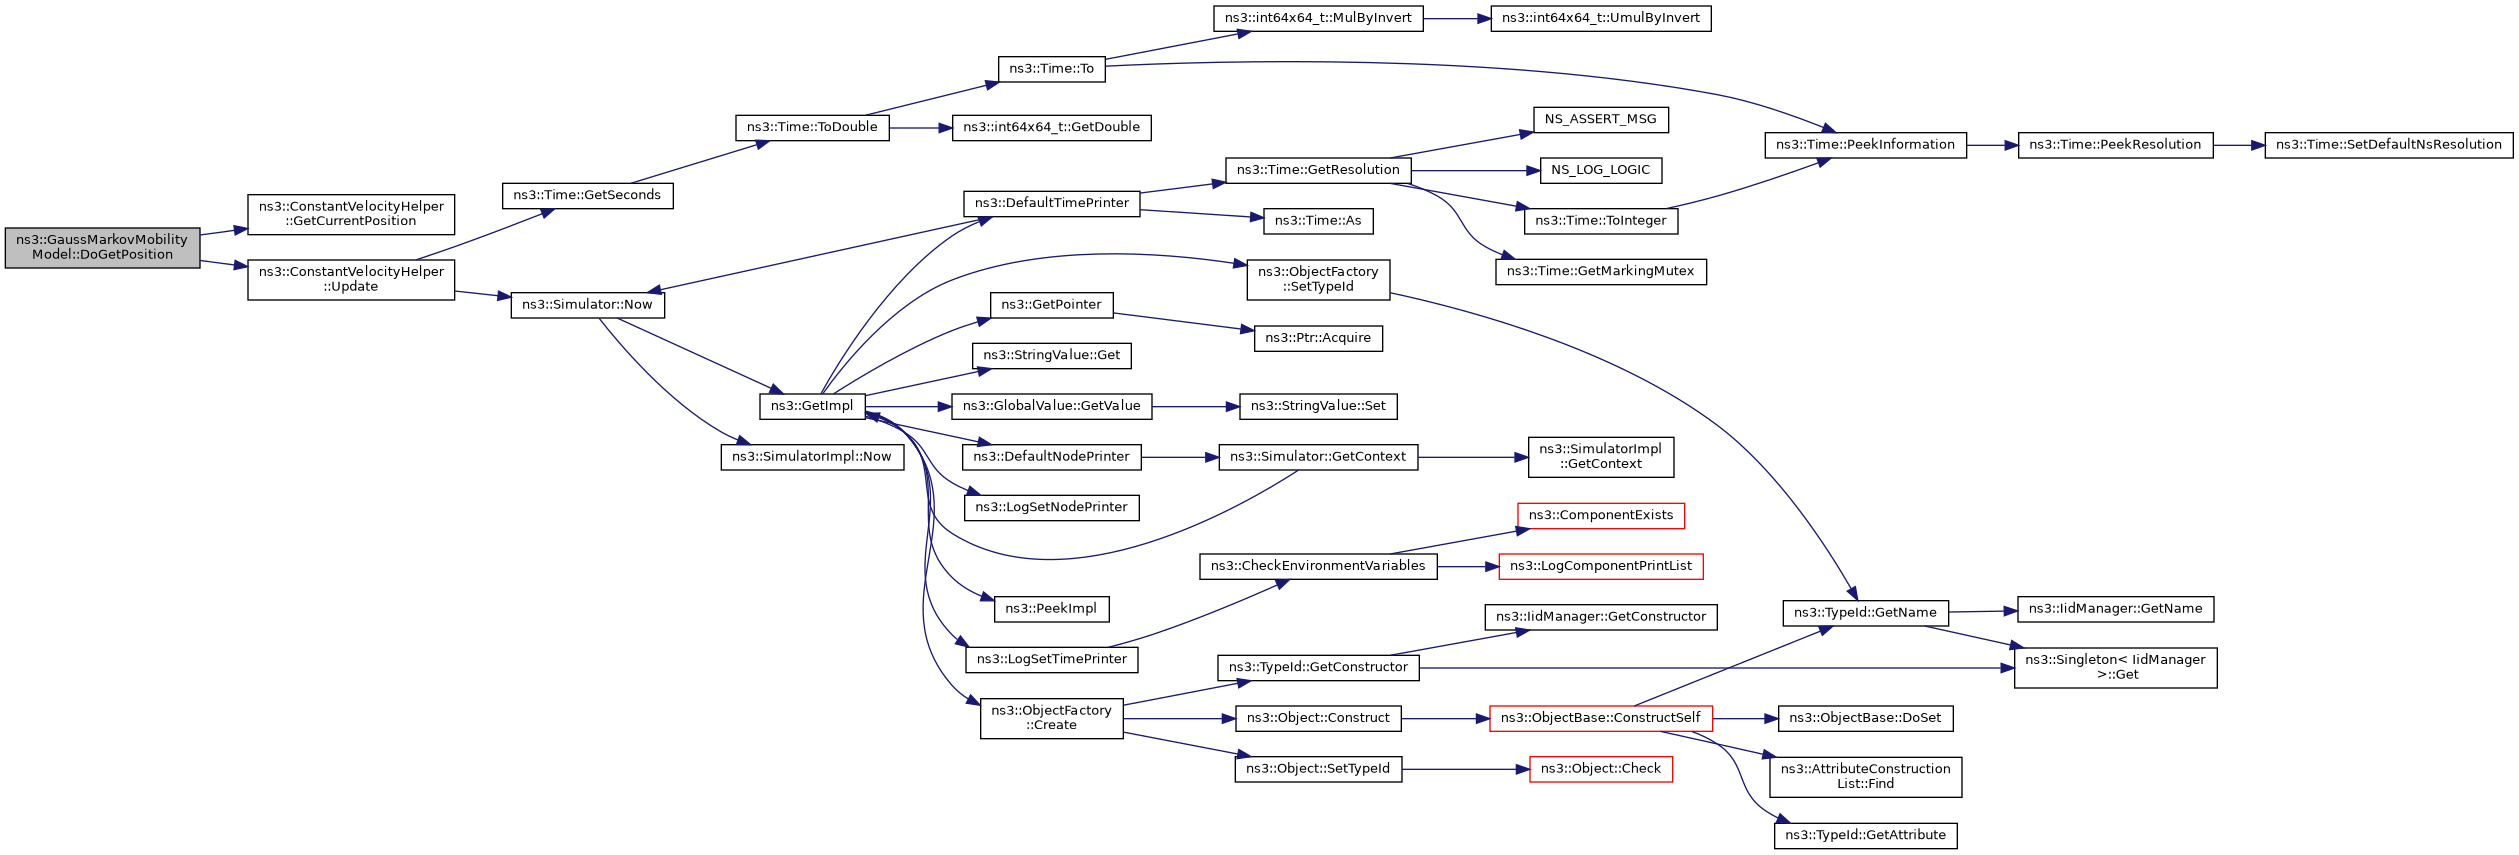 ns3::GaussMarkovMobility
Model::DoGetPosition
ns3::ConstantVelocityHelper
::GetCurrentPosition
ns3::ConstantVelocityHelper
::Update
ns3::Time::GetSeconds
ns3::Simulator::Now
ns3::Time::ToDouble
ns3::GetImpl
ns3::SimulatorImpl::Now
ns3::Time::To
ns3::int64x64_t::GetDouble
ns3::DefaultTimePrinter
ns3::GetPointer
ns3::StringValue::Get
ns3::GlobalValue::GetValue
ns3::DefaultNodePrinter
ns3::LogSetNodePrinter
ns3::PeekImpl
ns3::LogSetTimePrinter
ns3::ObjectFactory
::Create
ns3::int64x64_t::MulByInvert
ns3::Time::GetResolution
ns3::Time::As
ns3::ObjectFactory
::SetTypeId
ns3::Ptr::Acquire
ns3::StringValue::Set
ns3::Simulator::GetContext
ns3::CheckEnvironmentVariables
ns3::TypeId::GetConstructor
ns3::Object::Construct
ns3::Object::SetTypeId
ns3::int64x64_t::UmulByInvert
NS_ASSERT_MSG
NS_LOG_LOGIC
ns3::Time::ToInteger
ns3::Time::GetMarkingMutex
ns3::SimulatorImpl
::GetContext
ns3::ComponentExists
ns3::LogComponentPrintList
ns3::IidManager::GetConstructor
ns3::ObjectBase::ConstructSelf
ns3::Object::Check
ns3::Time::PeekInformation
ns3::TypeId::GetName
ns3::ObjectBase::DoSet
ns3::AttributeConstruction
List::Find
ns3::TypeId::GetAttribute
ns3::Time::PeekResolution
ns3::IidManager::GetName
ns3::Singleton< IidManager
>::Get
ns3::Time::SetDefaultNsResolution